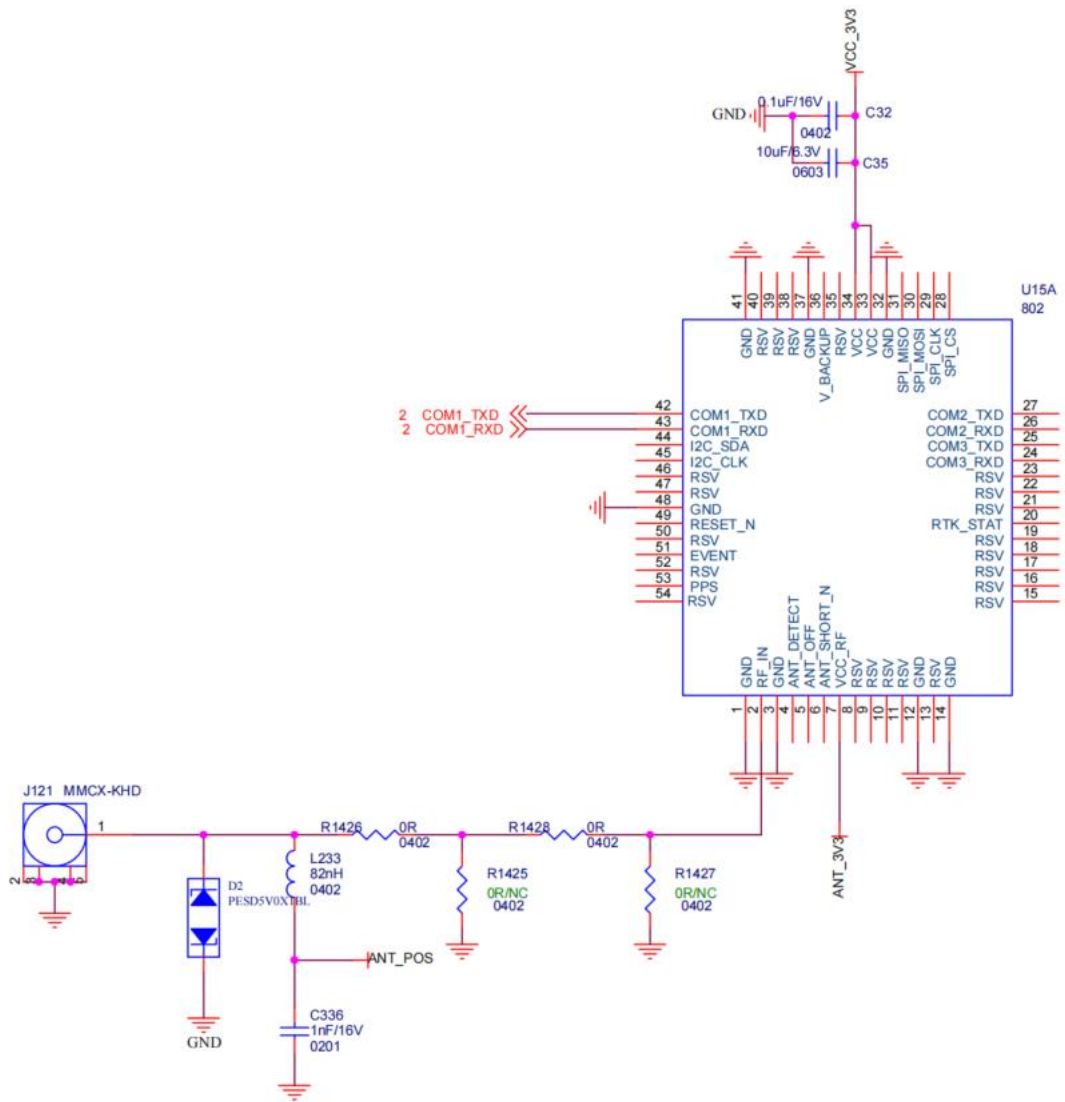 VCC_3V3
0.1uF/16V
C32
GND
0402
10uF/6.3V
C35
0603
U15A
802
41 40 39 38 37 36 35 34 33 32 31 30 29 28
GND RSV RSV RSV GND V_BACKUP RSV VCC VCC GND SPI_MISO SPI_MOSI SPI_CLK SPI_CS
2 COM1_TXD
2 COM1_RXD
42 COM1_TXD
43 COM1_RXD
44 I2C_SDA
45 I2C_CLK
46 RSV
47 RSV
48 GND
49 RESET_N
50 RSV
51 EVENT
52 RSV
53 PPS
54 RSV
COM2_TXD 27
COM2_RXD 26
COM3_TXD 25
COM3_RXD 24
RSV 23
RSV 22
RSV 21
RTK_STAT 20
RSV 19
RSV 18
RSV 17
RSV 16
RSV 15
GND RF_IN GND ANT_DETECT ANT_OFF ANT_SHORT_N VCC_RF RSV RSV RSV RSV GND RSV GND
1 2 3 4 5 6 7 8 9 10 11 12 13 14
J121 MMCX-KHD
1
2 3 4 5
R1426 0R
0402
R1428 0R
0402
L233
82nH
0402
R1425
0R/NC
0402
R1427
0R/NC
0402
ANT_3V3
D2
PESD5V0X1BL
ANT_POS
C336
1nF/16V
0201
GND